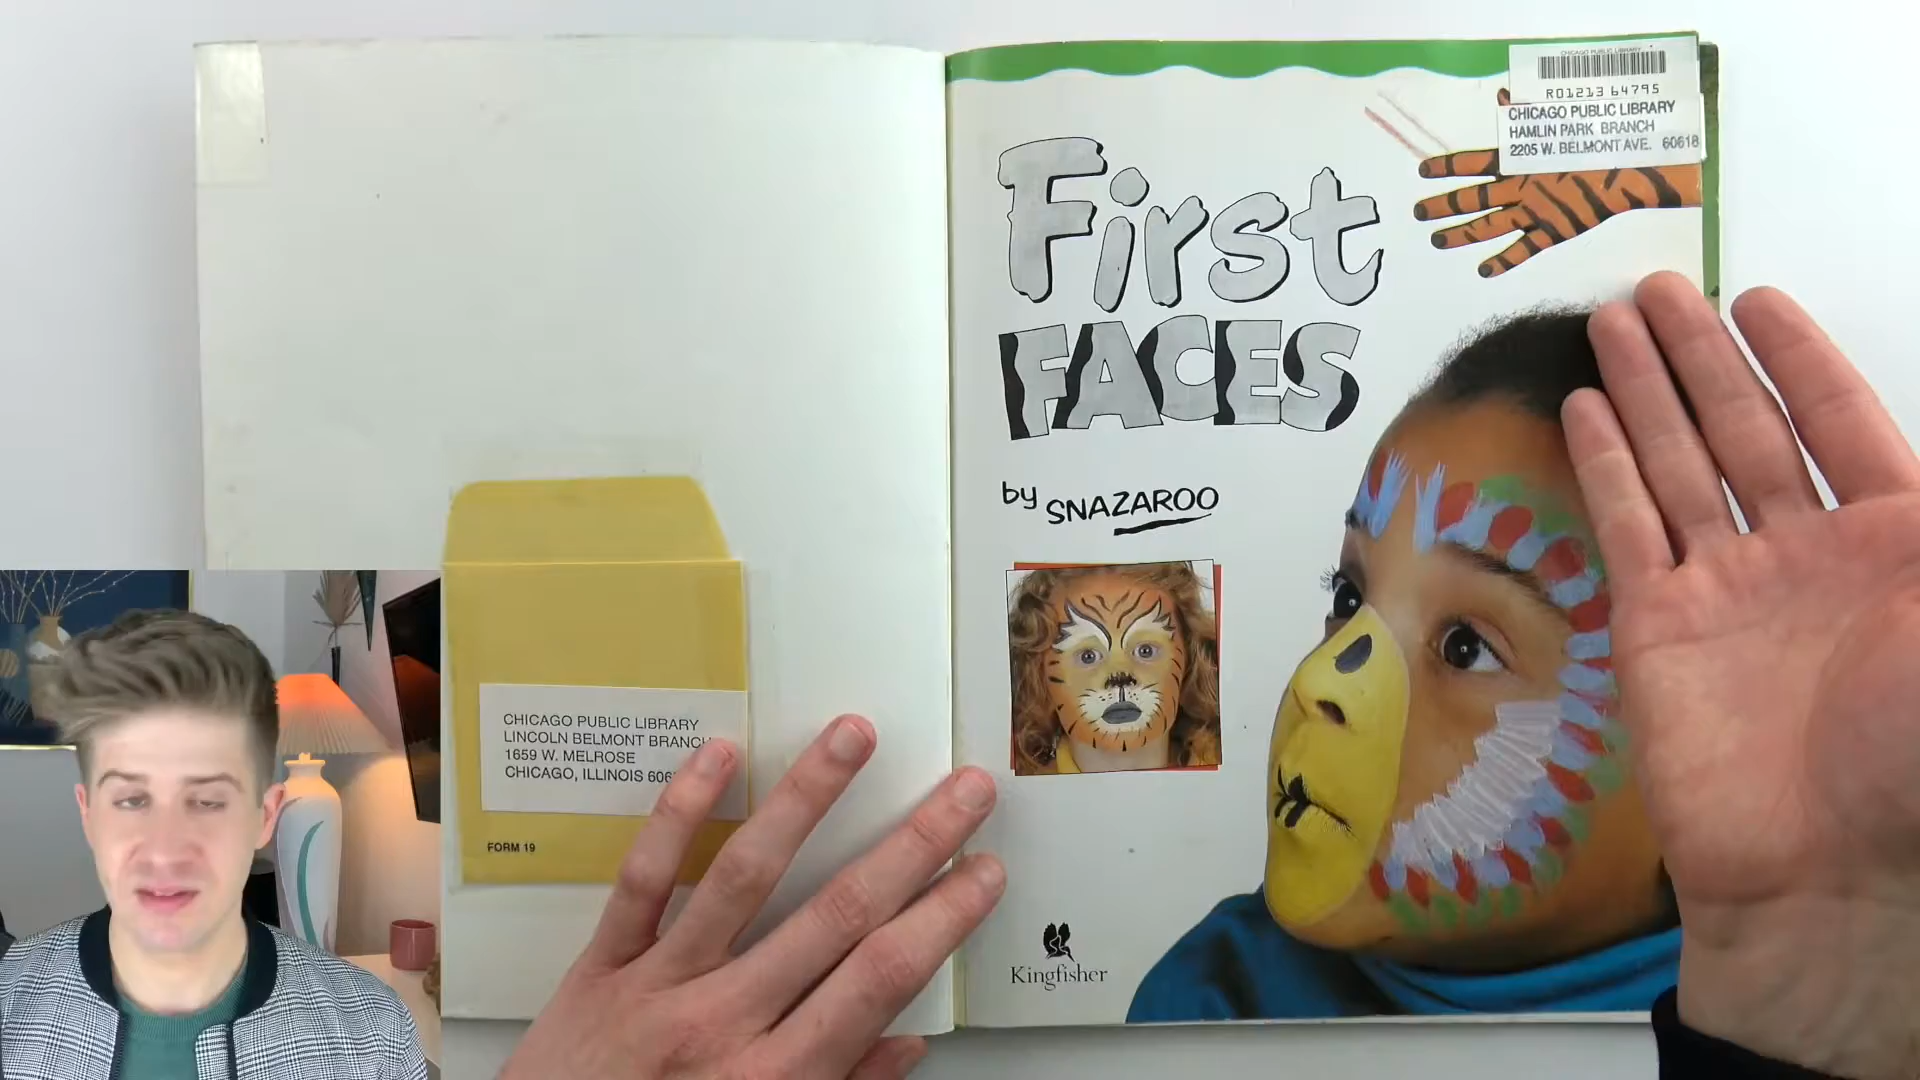 CHICAGO PUBLIC LIBRARY
LINCOLN BELMONT BRANCH
1659 W. MELROSE
CHICAGO, ILLINOIS
FORM 19
CHICAGO PUBLIC LIBRARY
R01213 64795
CHICAGO PUBLIC LIBRARY
HAMLIN PARK BRANCH
2205 W. BELMONT AVE. 60618
First
FACES
by SNAZAROO
Kingfisher